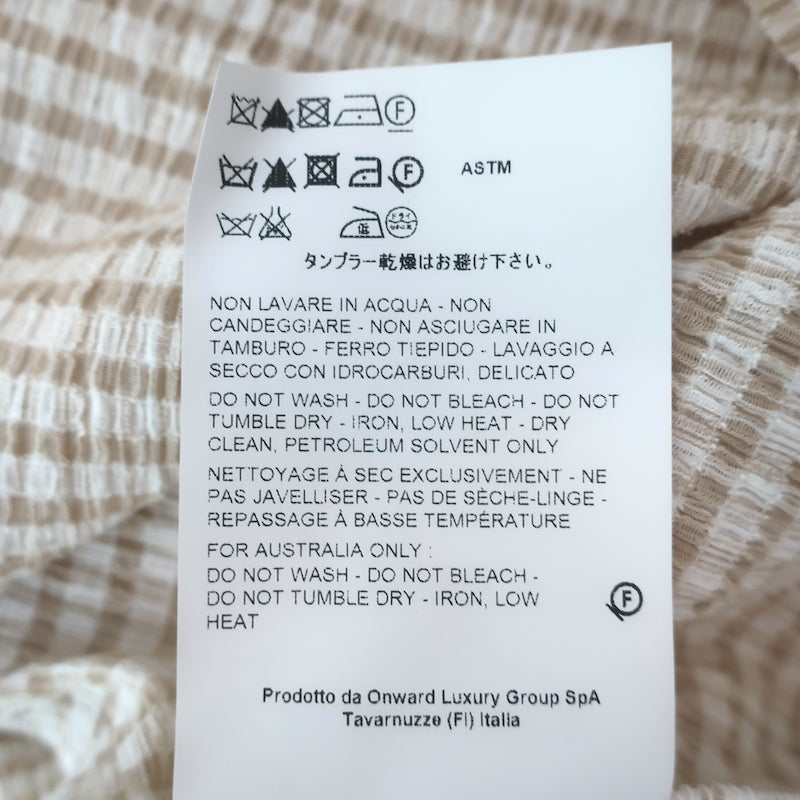 F
F ASTM
低 ドライ
タンブラー乾燥はお避け下さい。
NON LAVARE IN ACQUA - NON
CANDEGGIARE - NON ASCIUGARE IN
TAMBURO - FERRO TIEPIDO - LAVAGGIO A
SECCO CON IDROCARBURI, DELICATO
DO NOT WASH - DO NOT BLEACH - DO NOT
TUMBLE DRY - IRON, LOW HEAT - DRY
CLEAN, PETROLEUM SOLVENT ONLY
NETTOYAGE À SEC EXCLUSIVEMENT - NE
PAS JAVELLISER - PAS DE SÈCHE-LINGE -
REPASSAGE À BASSE TEMPÉRATURE
FOR AUSTRALIA ONLY :
DO NOT WASH - DO NOT BLEACH -
DO NOT TUMBLE DRY - IRON, LOW F
HEAT
Prodotto da Onward Luxury Group SpA
Tavarnuzze (FI) Italia